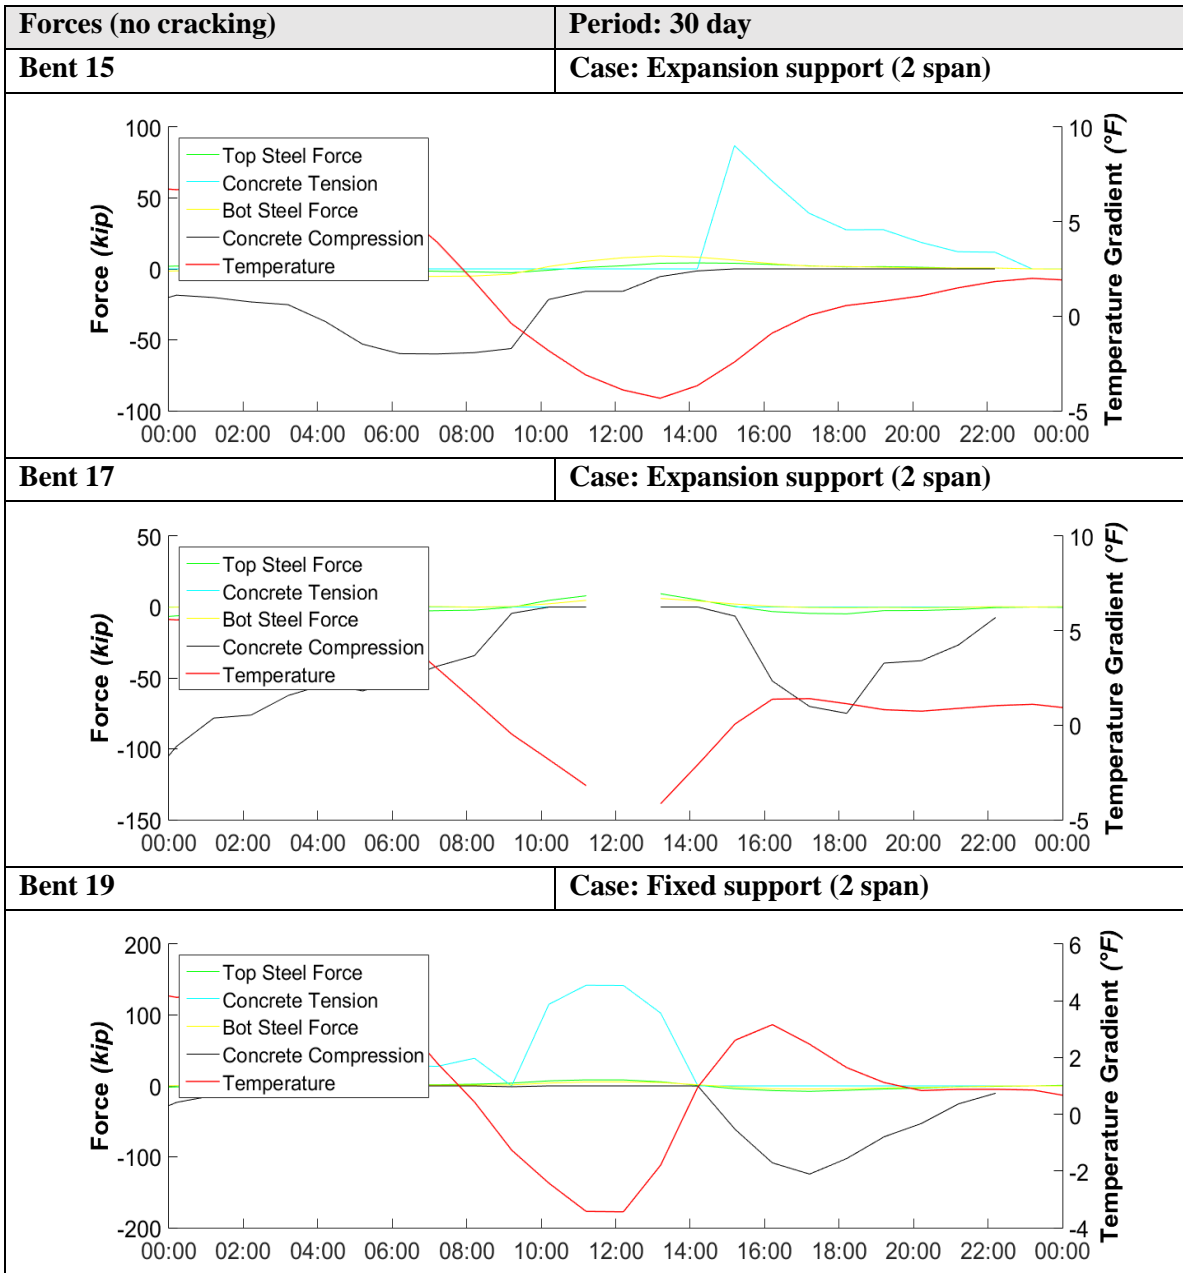 Forces (no cracking) Period: 30 day
Bent 15 Case: Expansion support (2 span)
100
50
0
-50
-100
Force (kip)
Top Steel Force
Concrete Tension
Bot Steel Force
Concrete Compression
Temperature
10
5
0
-5
Temperature Gradient (°F)
00:00 02:00 04:00 06:00 08:00 10:00 12:00 14:00 16:00 18:00 20:00 22:00 00:00
Bent 17 Case: Expansion support (2 span)
50
0
-50
-100
-150
Force (kip)
Top Steel Force
Concrete Tension
Bot Steel Force
Concrete Compression
Temperature
10
5
0
-5
Temperature Gradient (°F)
00:00 02:00 04:00 06:00 08:00 10:00 12:00 14:00 16:00 18:00 20:00 22:00 00:00
Bent 19 Case: Fixed support (2 span)
200
100
0
-100
-200
Force (kip)
Top Steel Force
Concrete Tension
Bot Steel Force
Concrete Compression
Temperature
6
4
2
0
-2
-4
Temperature Gradient (°F)
00:00 02:00 04:00 06:00 08:00 10:00 12:00 14:00 16:00 18:00 20:00 22:00 00:00